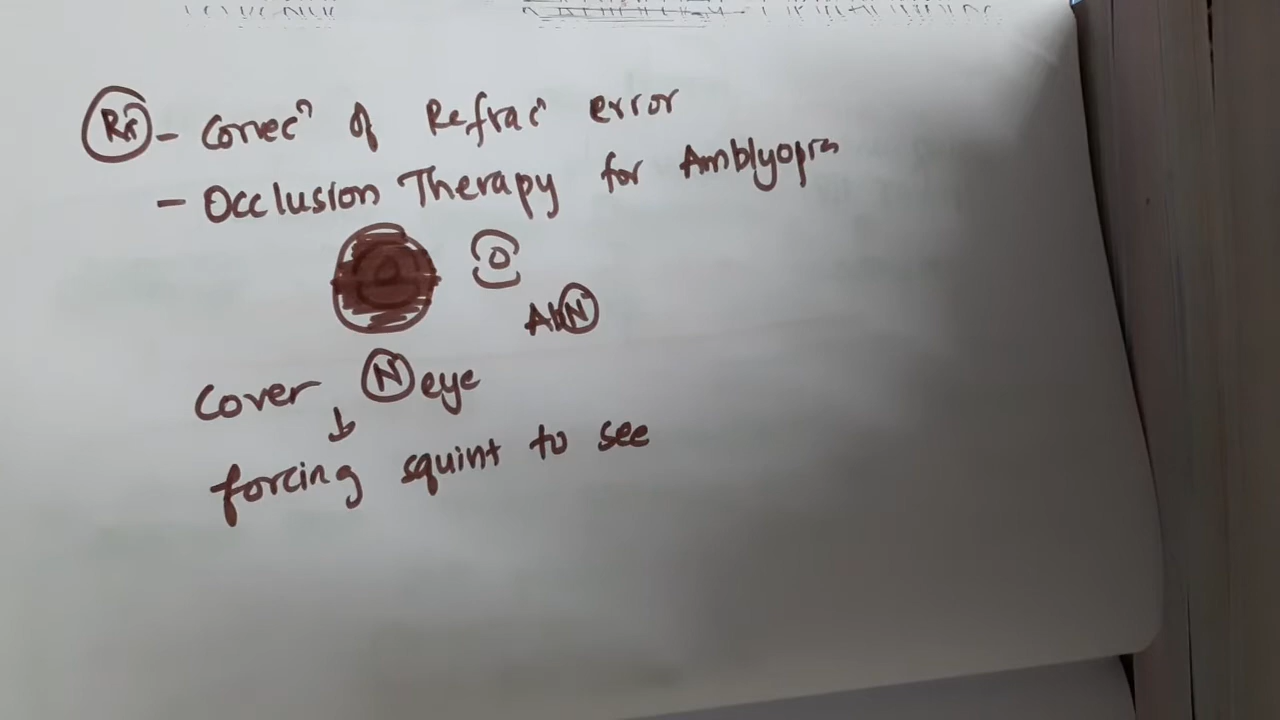 Rx - Correcⁿ of Refracⁿ error
- Occlusion Therapy for Amblyopia
AbN
Cover N eye
↓
forcing squint to see